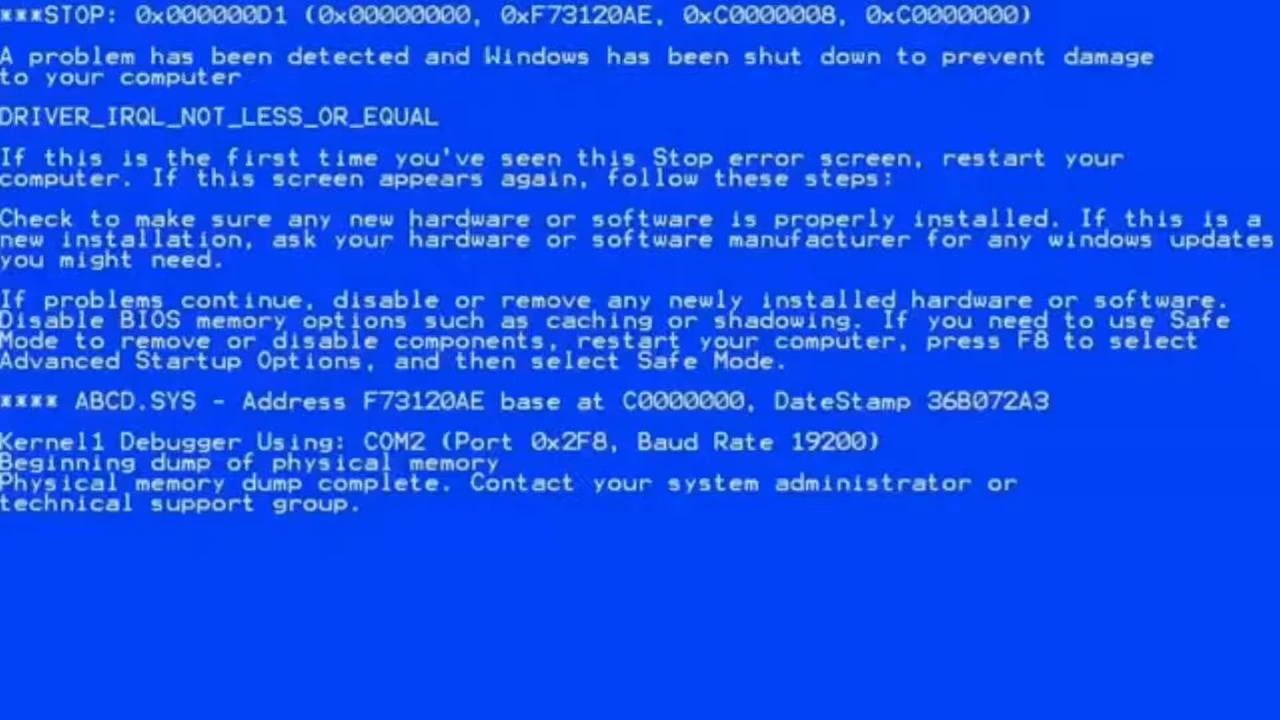 ***STOP: 0x000000D1 (0x00000000, 0xF73120AE, 0xC0000008, 0xC0000000)
A problem has been detected and Windows has been shut down to prevent damage
to your computer
DRIVER_IRQL_NOT_LESS_OR_EQUAL
If this is the first time you've seen this Stop error screen, restart your
computer. If this screen appears again, follow these steps:
Check to make sure any new hardware or software is properly installed. If this is a
new installation, ask your hardware or software manufacturer for any windows updates
you might need.
If problems continue, disable or remove any newly installed hardware or software.
Disable BIOS memory options such as caching or shadowing. If you need to use Safe
Mode to remove or disable components, restart your computer, press F8 to select
Advanced Startup Options, and then select Safe Mode.
**** ABCD.SYS - Address F73120AE base at C0000000, DateStamp 36B072A3
Kernel1 Debugger Using: COM2 (Port 0x2F8, Baud Rate 19200)
Beginning dump of physical memory
Physical memory dump complete. Contact your system administrator or
technical support group.